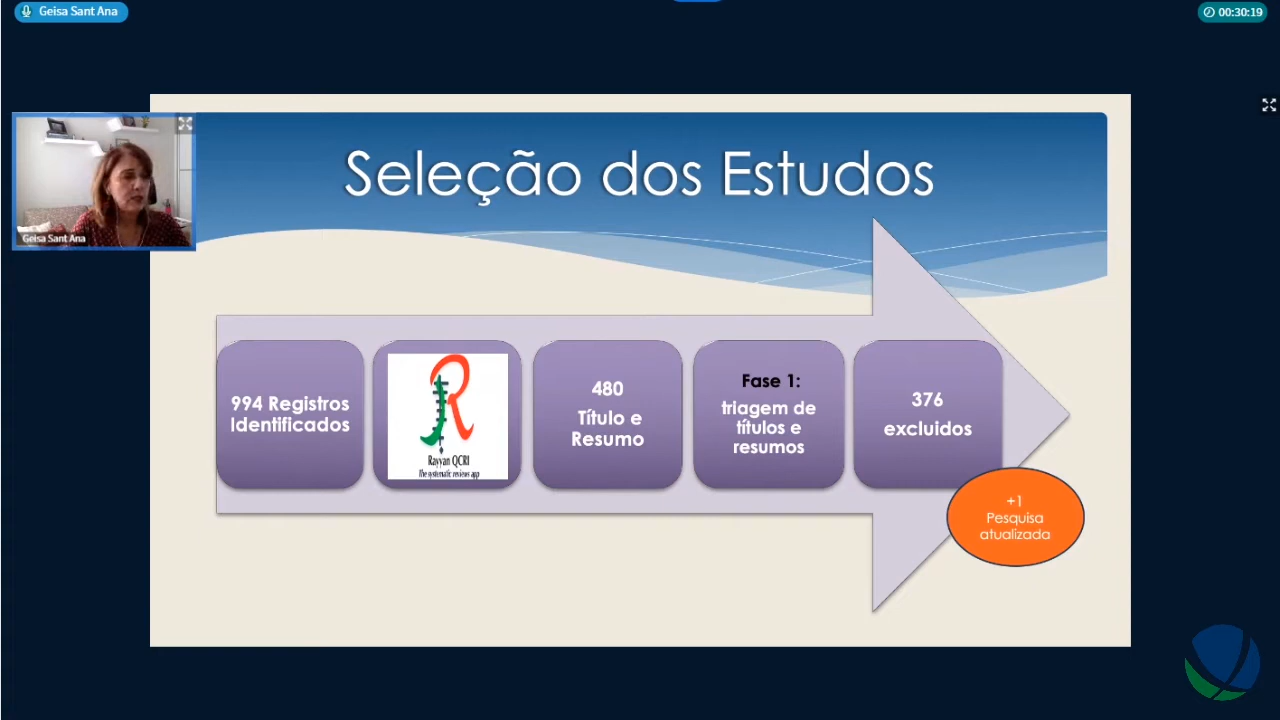 Geisa Sant Ana
00:30:19
Seleção dos Estudos
Geisa Sant Ana
994 Registros
Identificados
Rayyan QCRI
The systematic reviews app
480
Título e
Resumo
Fase 1:
triagem de
títulos e
resumos
376
excluidos
+1
Pesquisa
atualizada